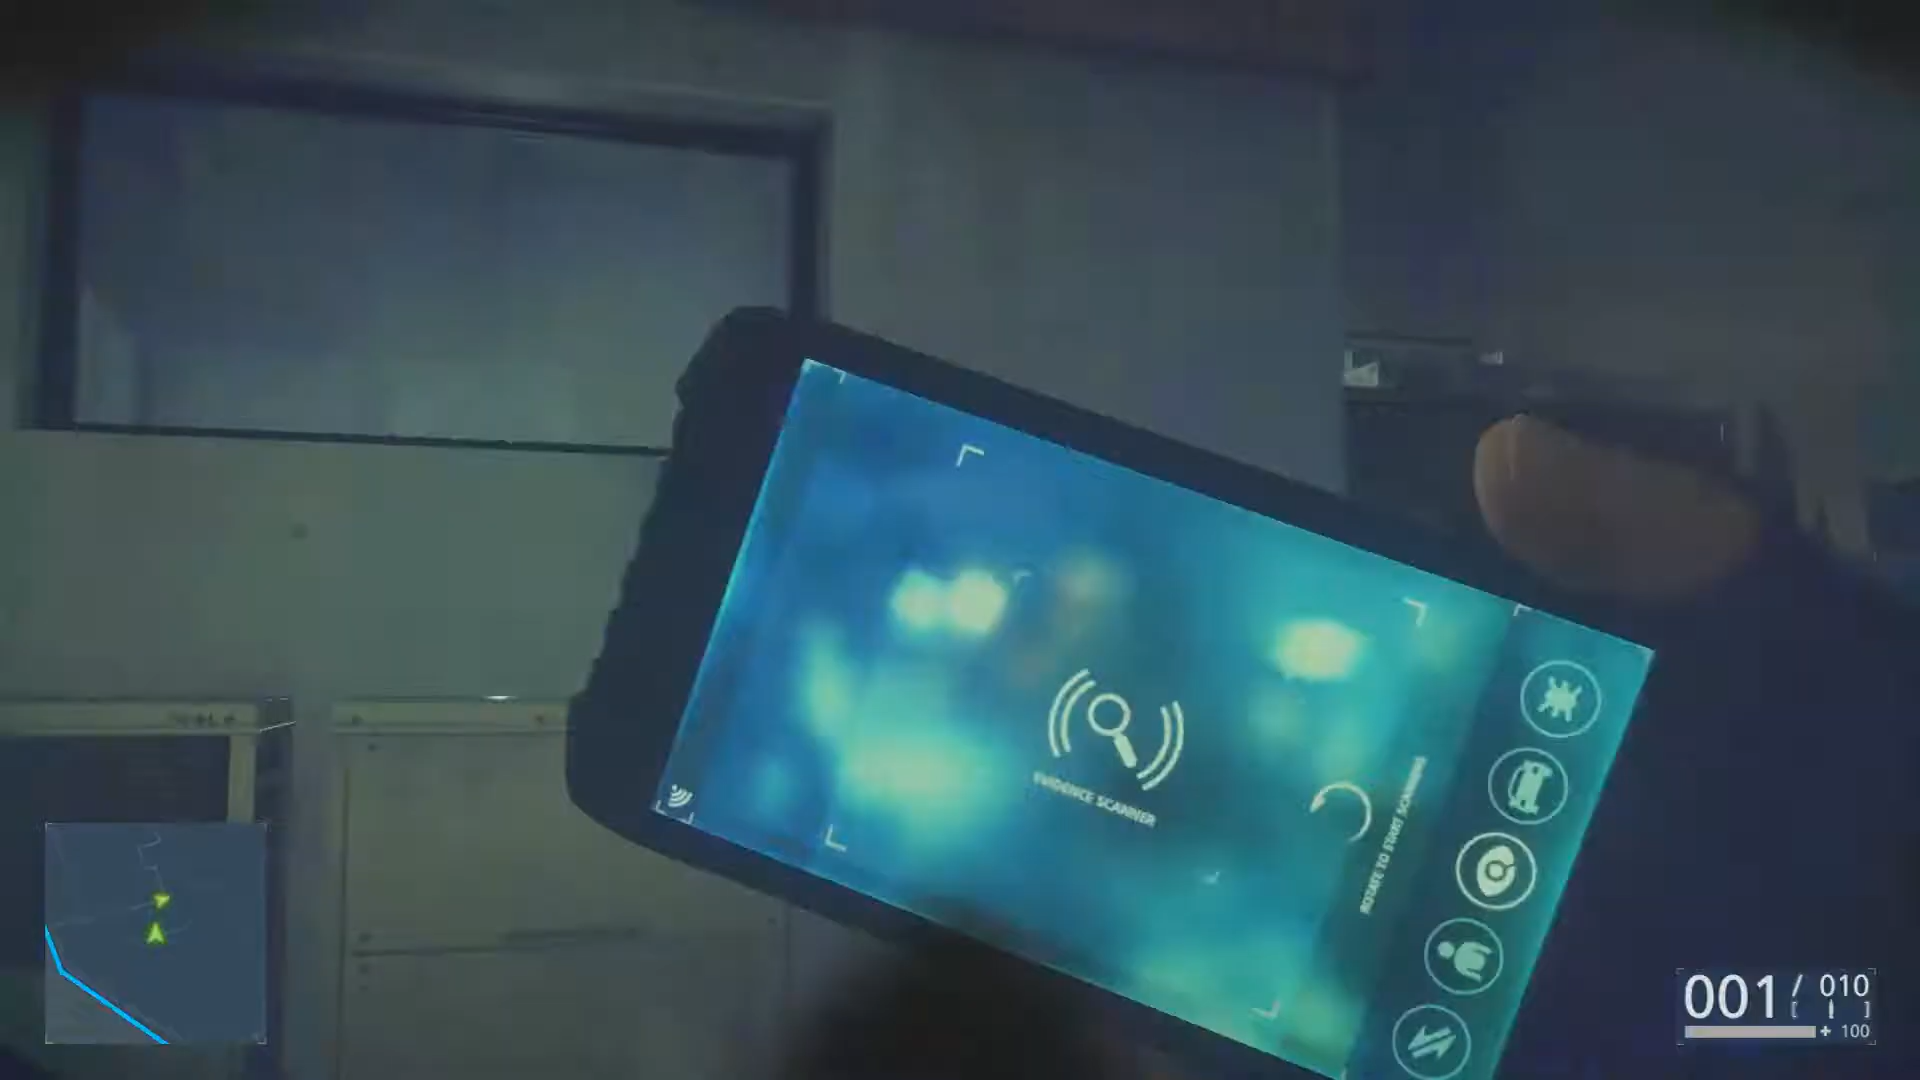 EVIDENCE SCANNER
ROTATE TO START SCANNING
001 / 010
[ ]
+ 100